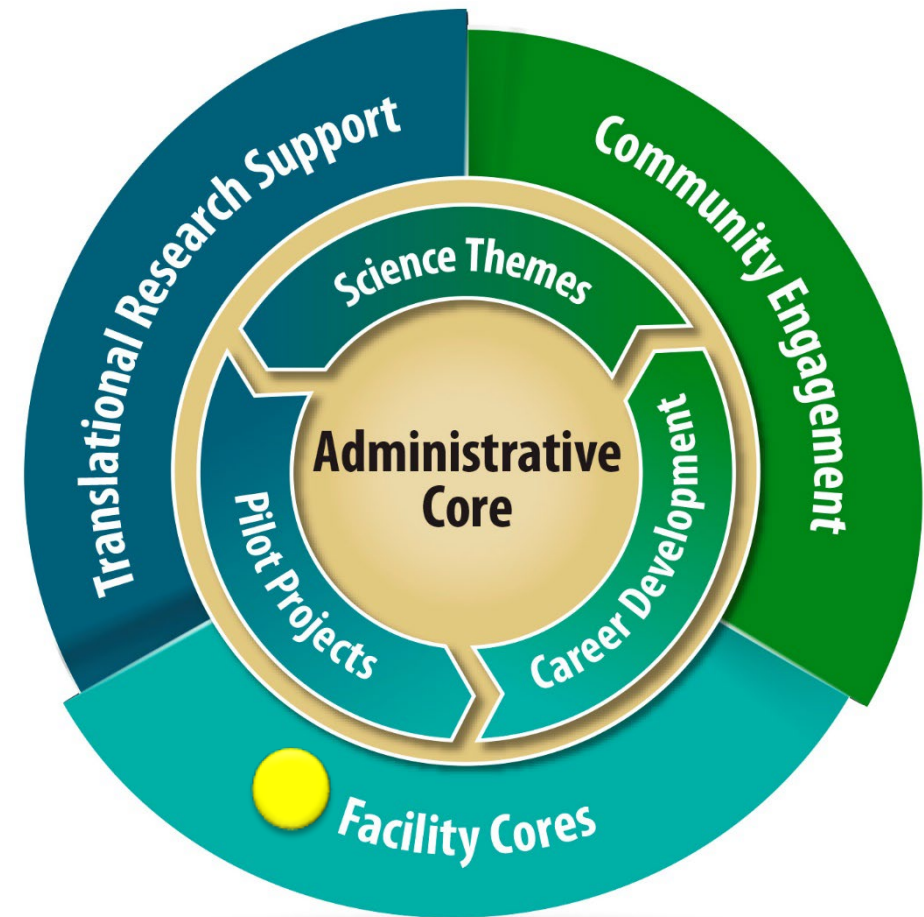 Translational Research Support
Community Engagement
Science Themes
Administrative
Core
Pilot Projects
Career Development
Facility Cores